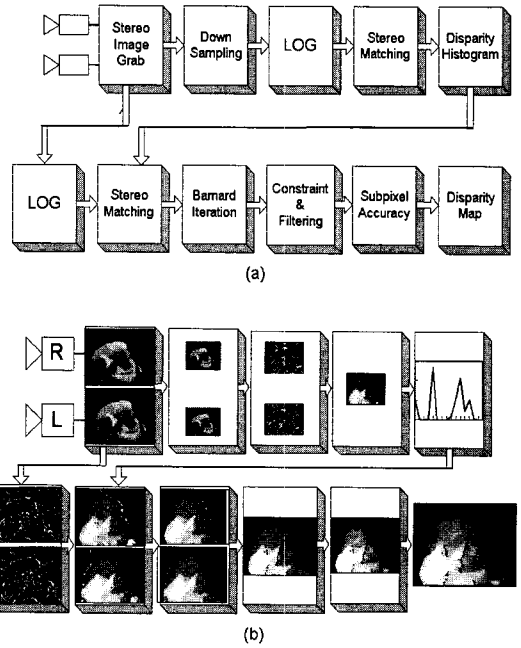 Stereo
Image
Grab
Down
Sampling
LOG
Stereo
Matching
Disparity
Histogram
LOG
Stereo
Matching
Barnard
Iteration
Constraint
&
Filtering
Subpixel
Accuracy
Disparity
Map
(a)
R
L
(b)